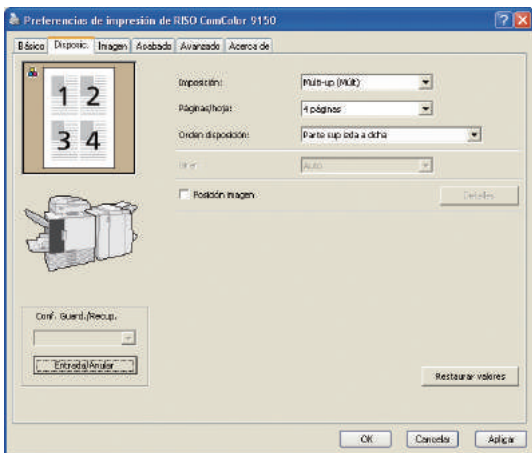 Preferencias de impresión de RISO ComColor 9150
Básico Disposic. Imagen Acabado Avanzado Acerca de
1 2
3 4
Imposición: Multi-up (Múlt)
Páginas/hoja: 4 páginas
Orden disposición: Parte sup izda a dcha
Auto
Posición imagen Detalles
Conf. Guard./Recup.
Entrada/Anular
Restaurar valores
OK Cancelar Aplicar